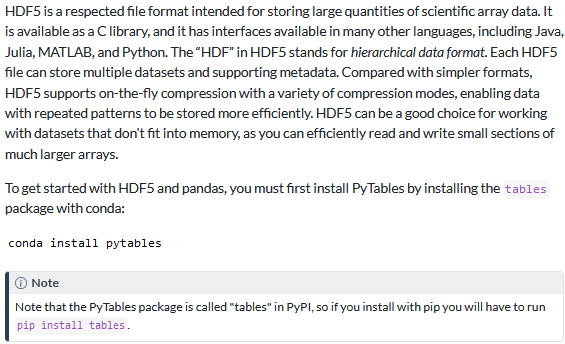 HDF5 is a respected file format intended for storing large quantities of scientific array data. It
is available as a C library, and it has interfaces available in many other languages, including Java,
Julia, MATLAB, and Python. The “HDF” in HDF5 stands for hierarchical data format. Each HDF5
file can store multiple datasets and supporting metadata. Compared with simpler formats,
HDF5 supports on-the-fly compression with a variety of compression modes, enabling data
with repeated patterns to be stored more efficiently. HDF5 can be a good choice for working
with datasets that don't fit into memory, as you can efficiently read and write small sections of
much larger arrays.
To get started with HDF5 and pandas, you must first install PyTables by installing the tables
package with conda:
conda install pytables
Note
Note that the PyTables package is called "tables" in PyPI, so if you install with pip you will have to run
pip install tables.